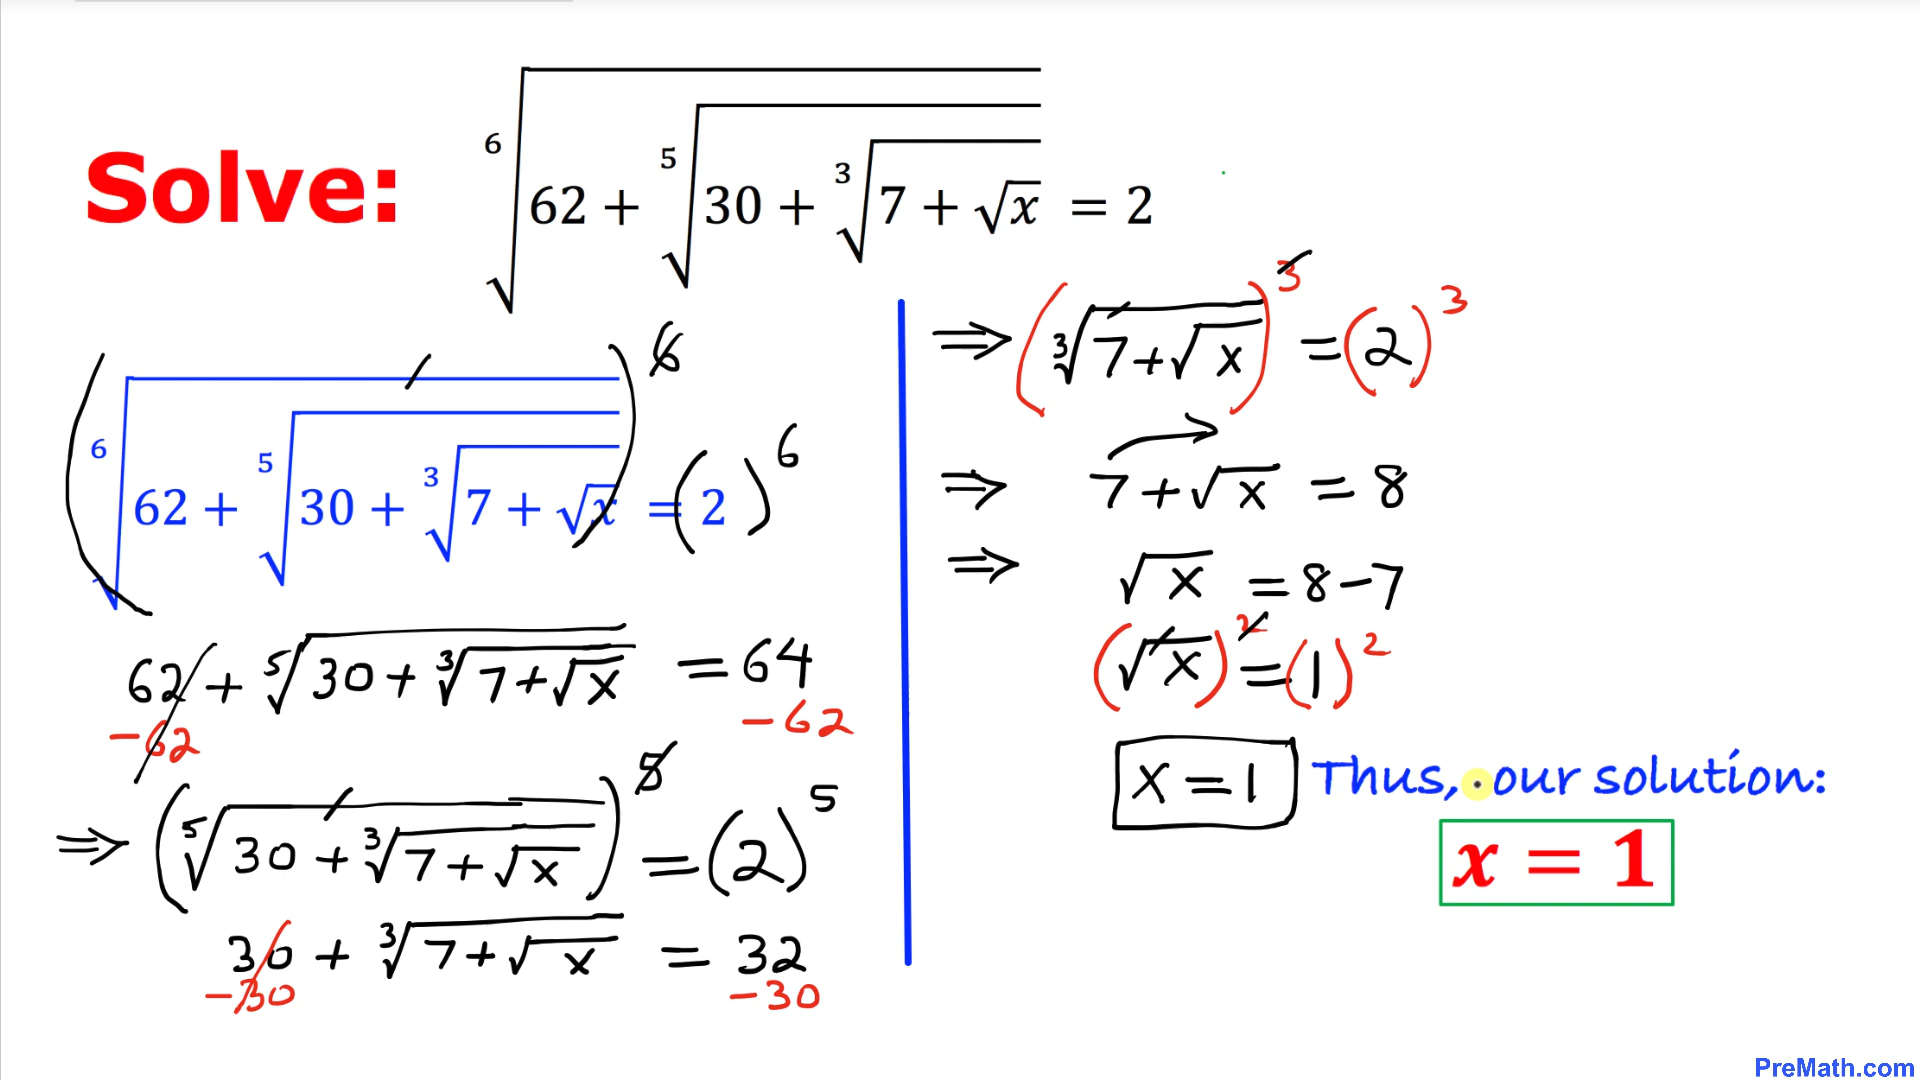 Solve: ⁶√(62 + ⁵√(30 + ³√(7 + √x))) = 2
(⁶√(62 + ⁵√(30 + ³√(7 + √x))))⁶ = (2)⁶
62 + ⁵√(30 + ³√(7 + √x)) = 64
-62 -62
⇒ (⁵√(30 + ³√(7 + √x)))⁵ = (2)⁵
30 + ³√(7 + √x) = 32
-30 -30
⇒ (³√(7 + √x))³ = (2)³
⇒ 7 + √x = 8
⇒ √x = 8 - 7
(√x)² = (1)²
x = 1
Thus, our solution:
x = 1
PreMath.com